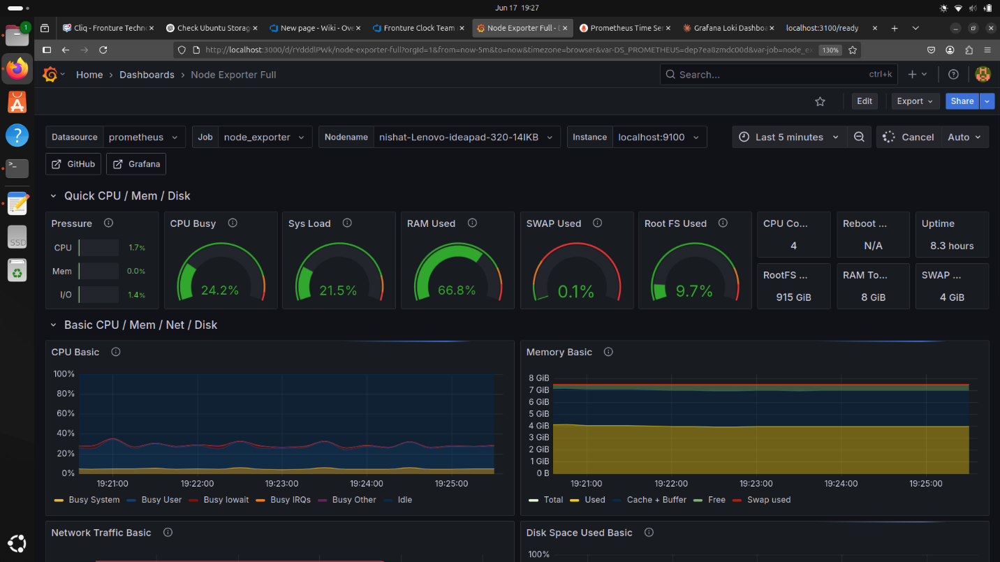 Jun 17 19:27
1
Cliq - Fronture Techn
Check Ubuntu Storag
New page - Wiki - Ove
Fronture Clock Team
Node Exporter Full - D
Prometheus Time Ser
Grafana Loki Dashboa
localhost:3100/ready
http://localhost:3000/d/rYdddlPWk/node-exporter-full?orgId=1&from=now-5m&to=now&timezone=browser&var-DS_PROMETHEUS=dep7ea8zmdc00d&var-job=node_e
130%
Home › Dashboards › Node Exporter Full
Search... ctrl+k
Edit Export Share
Datasource prometheus Job node_exporter Nodename nishat-Lenovo-ideapad-320-14IKB Instance localhost:9100 Last 5 minutes Cancel Auto
GitHub Grafana
Quick CPU / Mem / Disk
Pressure
CPU 1.7%
Mem 0.0%
I/O 1.4%
CPU Busy
24.2%
Sys Load
21.5%
RAM Used
66.8%
SWAP Used
0.1%
Root FS Used
9.7%
CPU Co...
4
Reboot ...
N/A
Uptime
8.3 hours
RootFS ...
915 GiB
RAM To...
8 GiB
SWAP ...
4 GiB
Basic CPU / Mem / Net / Disk
CPU Basic
100%
80%
60%
40%
20%
0%
19:21:00 19:22:00 19:23:00 19:24:00 19:25:00
Busy System Busy User Busy Iowait Busy IRQs Busy Other Idle
Memory Basic
8 GiB
7 GiB
6 GiB
5 GiB
4 GiB
3 GiB
2 GiB
1 GiB
0 B
19:21:00 19:22:00 19:23:00 19:24:00 19:25:00
Total Used Cache + Buffer Free Swap used
Network Traffic Basic
Disk Space Used Basic
100%
SSD